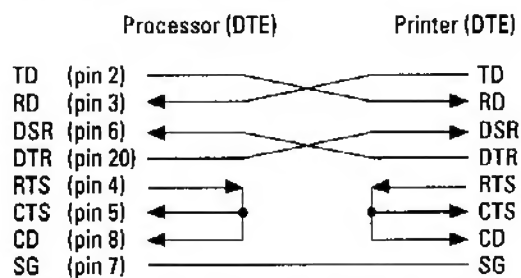 Processor (DTE) Printer (DTE)
TD (pin 2) TD
RD (pin 3) RD
DSR (pin 6) DSR
DTR (pin 20) DTR
RTS (pin 4) RTS
CTS (pin 5) CTS
CD (pin 8) CD
SG (pin 7) SG